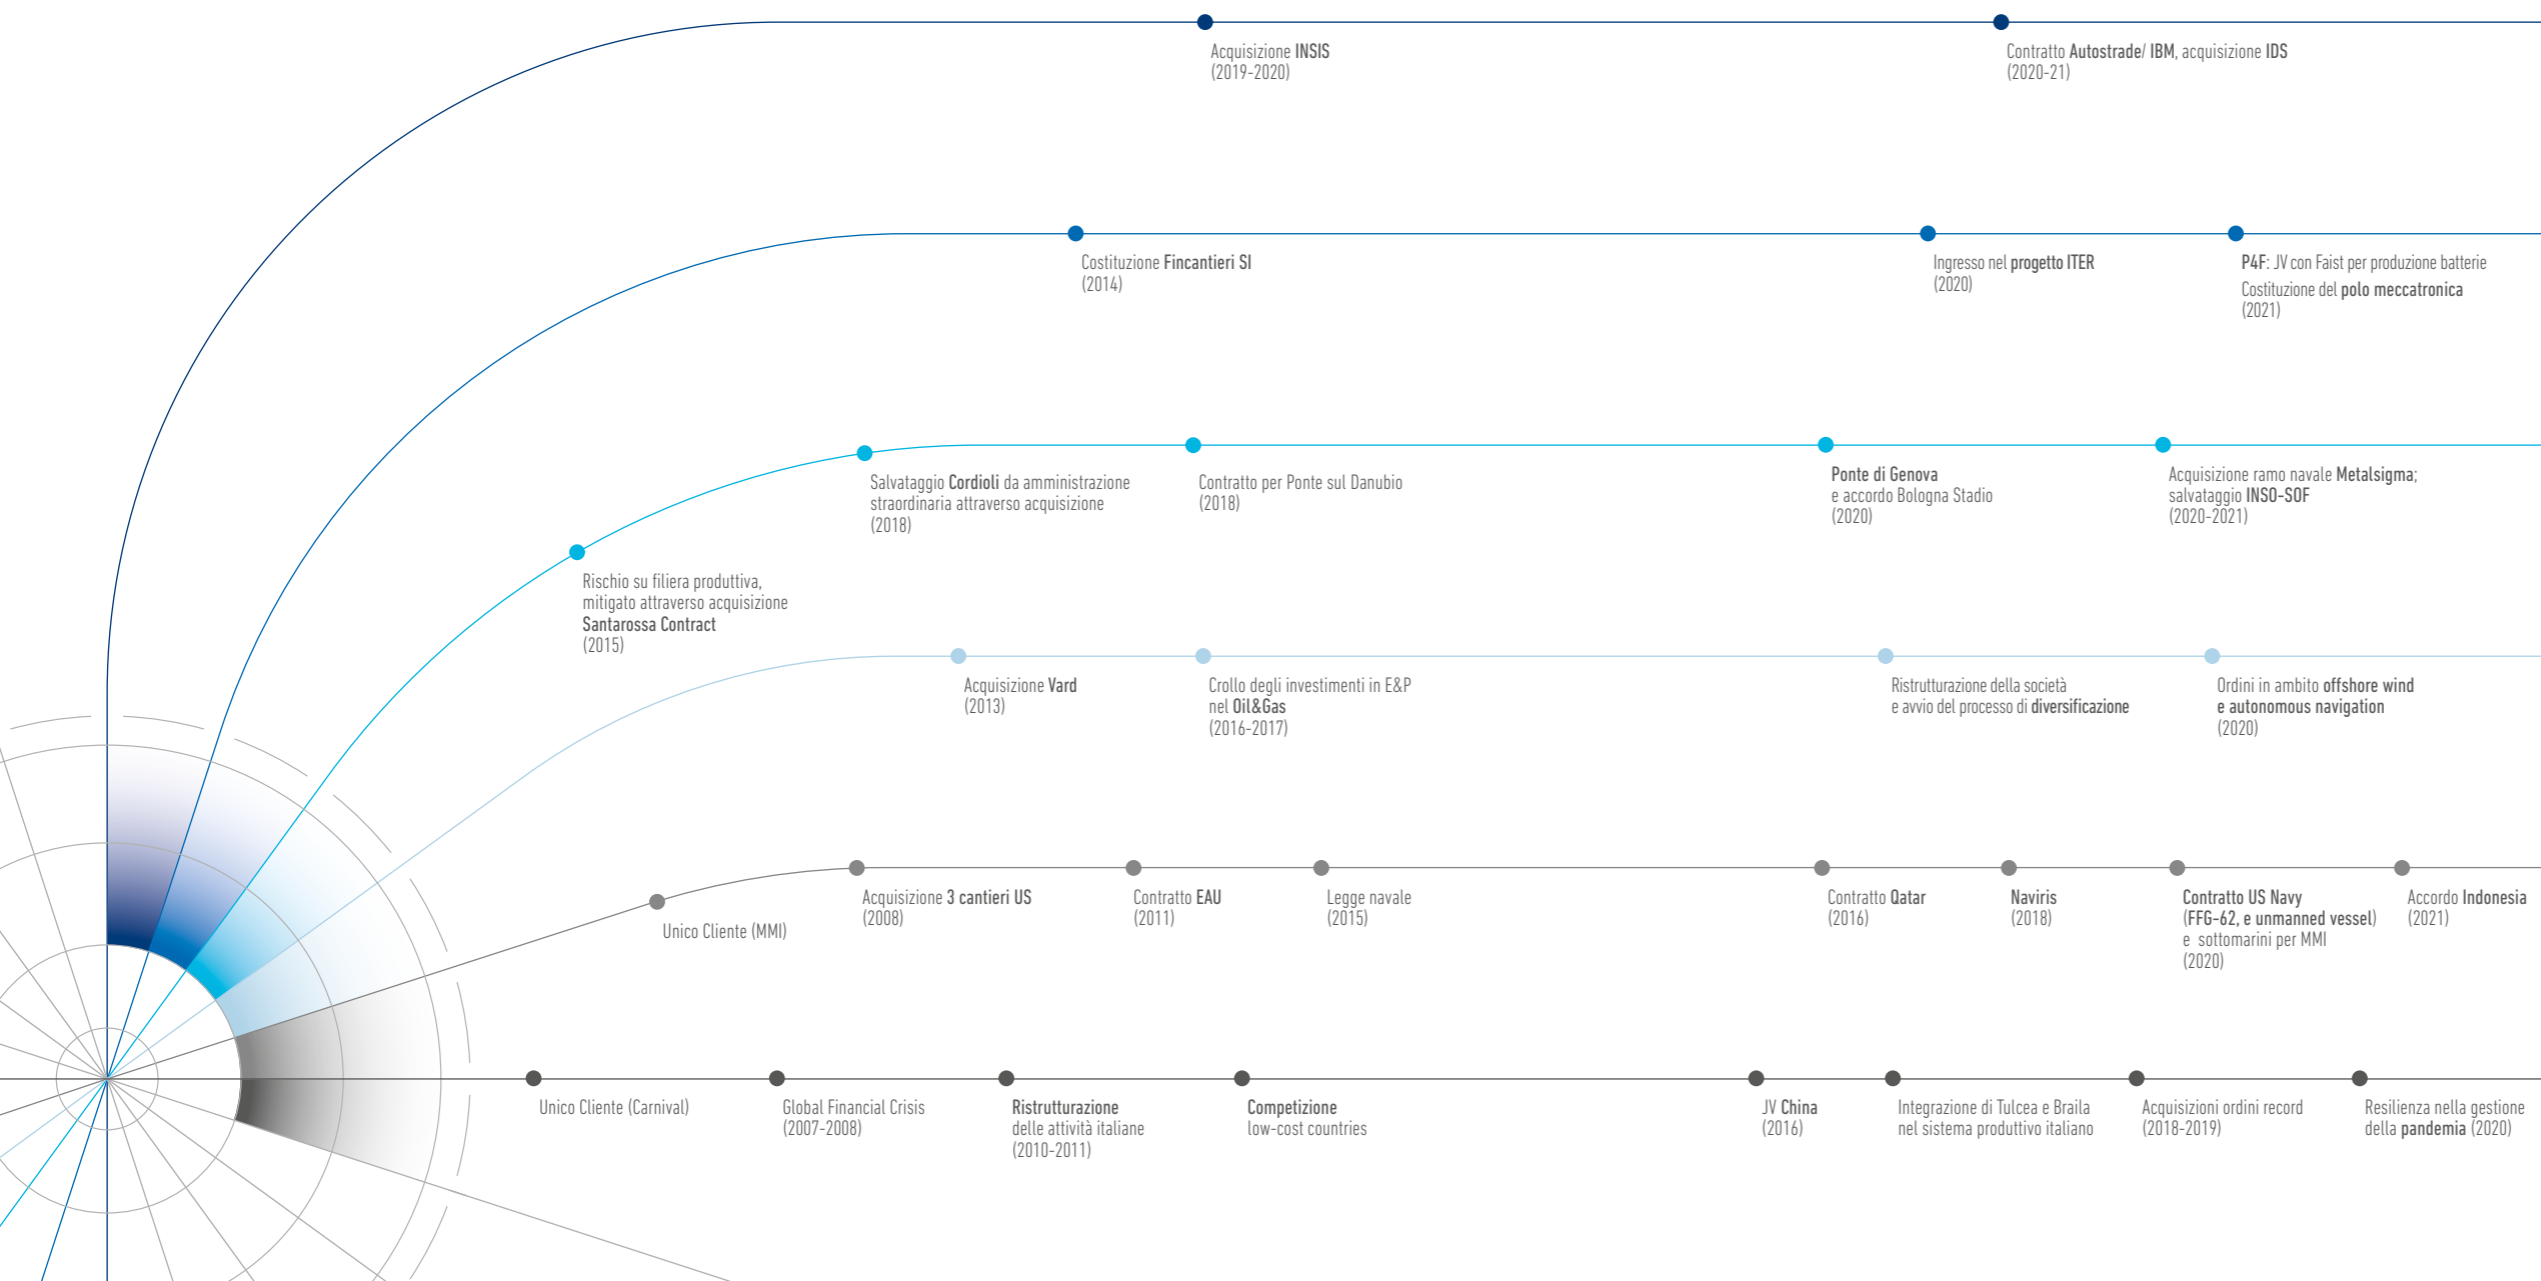 Acquisizione INSIS
(2019-2020)
Contratto Autostrade/ IBM, acquisizione IDS
(2020-21)
Costituzione Fincantieri SI
(2014)
Ingresso nel progetto ITER
(2020)
P4F: JV con Faist per produzione batterie
Costituzione del polo meccatronica
(2021)
Rischio su filiera produttiva,
mitigato attraverso acquisizione
Santarossa Contract
(2015)
Salvataggio Cordioli da amministrazione
straordinaria attraverso acquisizione
(2018)
Contratto per Ponte sul Danubio
(2018)
Ponte di Genova
e accordo Bologna Stadio
(2020)
Acquisizione ramo navale Metalsigma;
salvataggio INSO-SOF
(2020-2021)
Acquisizione Vard
(2013)
Crollo degli investimenti in E&P
nel Oil&Gas
(2016-2017)
Ristrutturazione della società
e avvio del processo di diversificazione
Ordini in ambito offshore wind
e autonomous navigation
(2020)
Unico Cliente (MMI)
Acquisizione 3 cantieri US
(2008)
Contratto EAU
(2011)
Legge navale
(2015)
Contratto Qatar
(2016)
Naviris
(2018)
Contratto US Navy
(FFG-62, e unmanned vessel)
e sottomarini per MMI
(2020)
Accordo Indonesia
(2021)
Unico Cliente (Carnival)
Global Financial Crisis
(2007-2008)
Ristrutturazione
delle attività italiane
(2010-2011)
Competizione
low-cost countries
JV China
(2016)
Integrazione di Tulcea e Braila
nel sistema produttivo italiano
Acquisizioni ordini record
(2018-2019)
Resilienza nella gestione
della pandemia (2020)